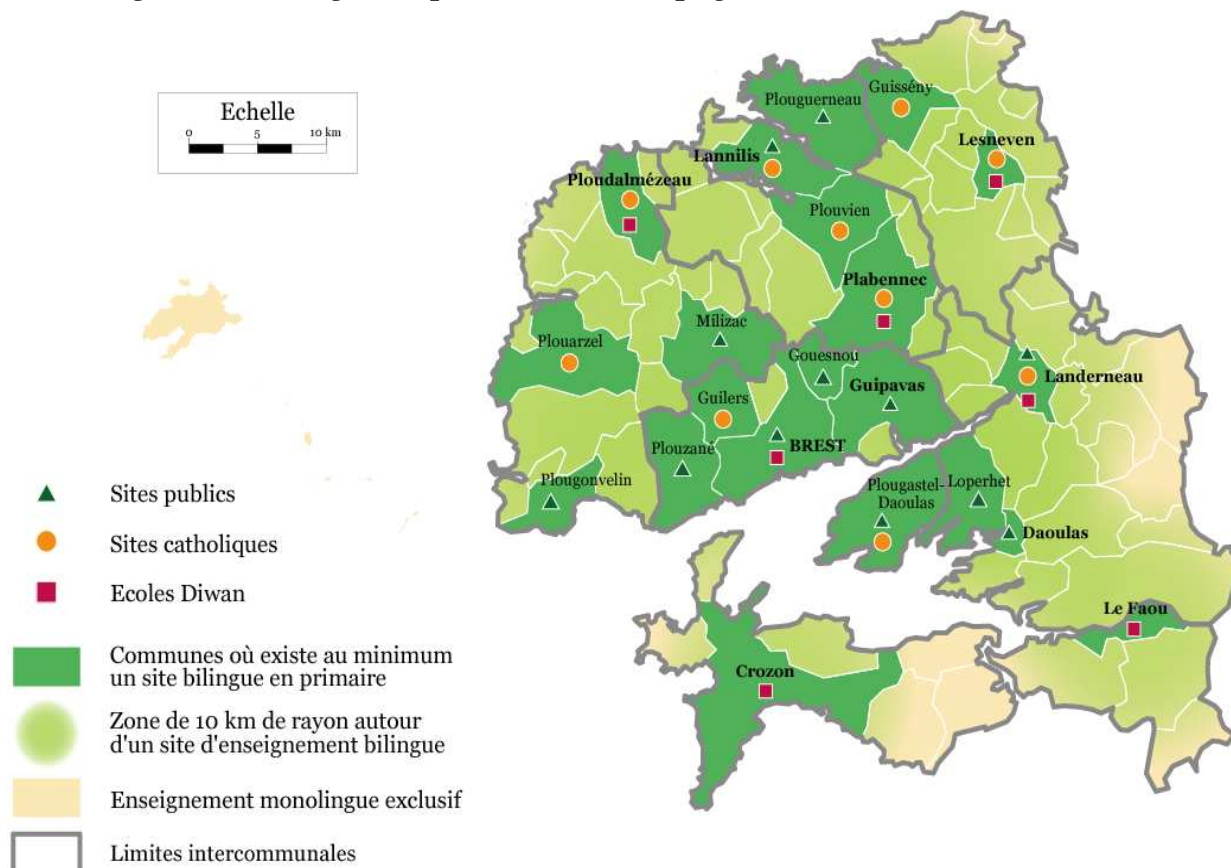 Echelle
0 5 10 km
Guissény
Plouguerneau
Lesneven
Lannilis
Ploudalmézeau
Plouvien
Plabennec
Milizac
Plouarzel
Gouesnou
Landerneau
Guipavas
Guilers
BREST
Plouzané
Plougonvelin
Plougastel-
Daoulas
Loperhet
Daoulas
Le Faou
Crozon
Sites publics
Sites catholiques
Ecoles Diwan
Communes où existe au minimum
un site bilingue en primaire
Zone de 10 km de rayon autour
d'un site d'enseignement bilingue
Enseignement monolingue exclusif
Limites intercommunales